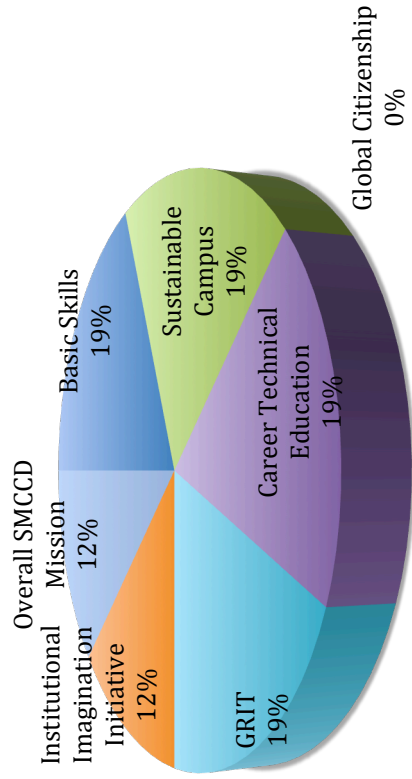 Overall SMCCD
Mission
12%
Basic Skills
19%
Sustainable
Campus
19%
Global Citizenship
0%
Career Technical
Education
19%
GRIT
19%
Institutional
Imagination
Initiative
12%